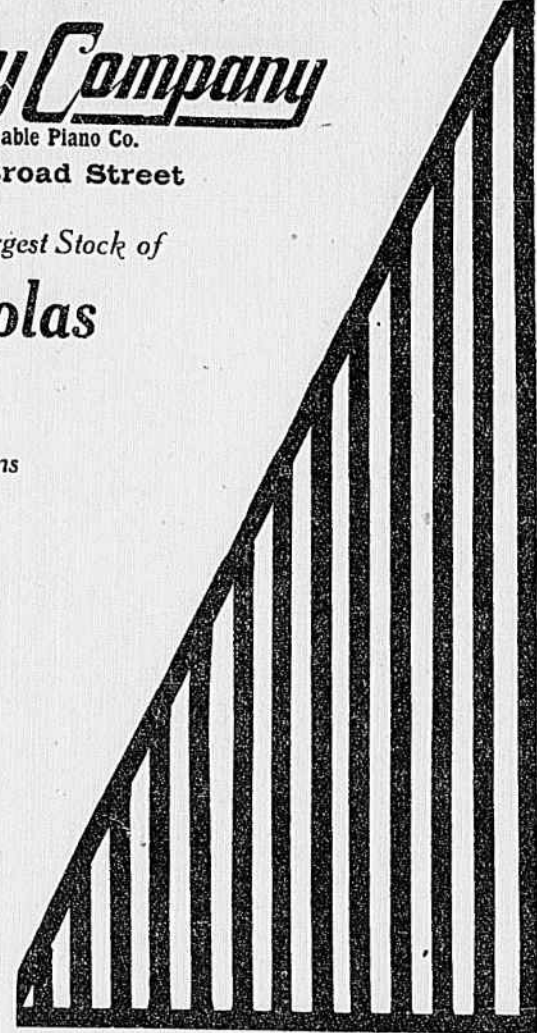 y Company
able Piano Co.
road Street
gest Stock of
olas
ns